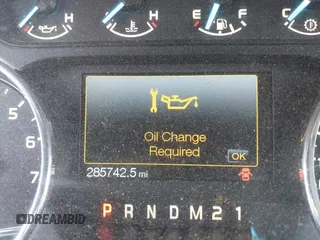 H
H
E F
C
Oil Change
Required
OK
5
6
7
285742.5 mi
P R N D M 2 1
DREAMBID